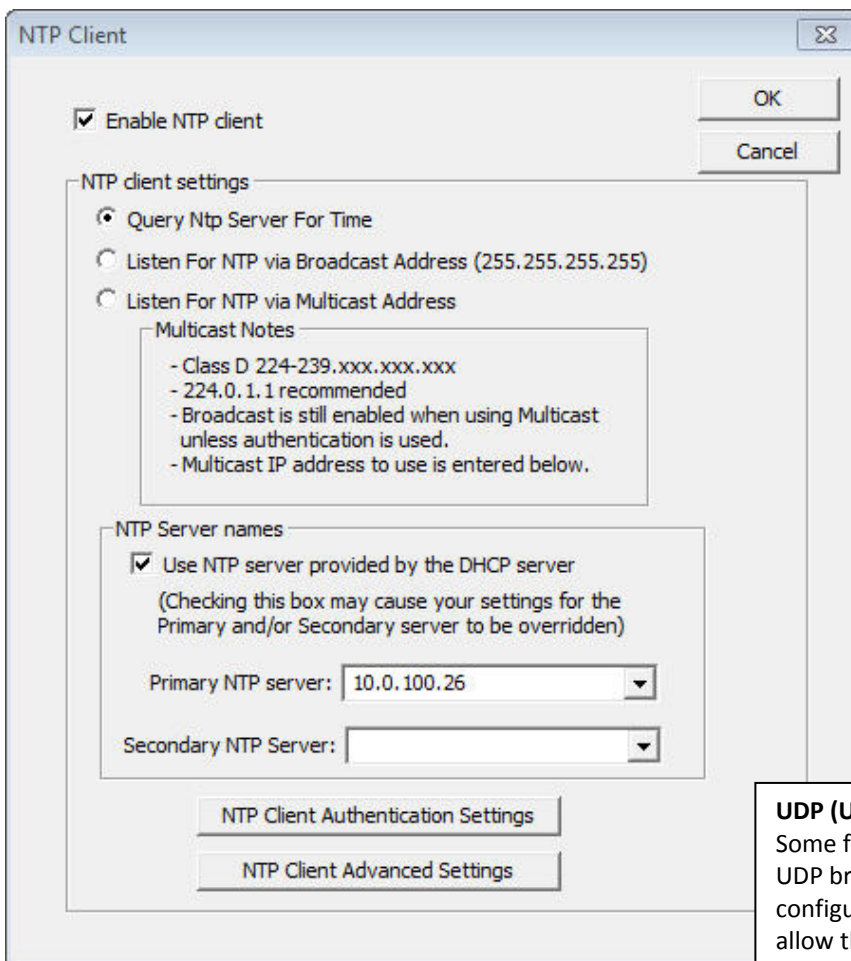 NTP Client
OK
Enable NTP client
Cancel
NTP client settings
Query Ntp Server For Time
Listen For NTP via Broadcast Address (255.255.255.255)
Listen For NTP via Multicast Address
Multicast Notes
- Class D 224-239.xxx.xxx.xxx
- 224.0.1.1 recommended
- Broadcast is still enabled when using Multicast
unless authentication is used.
- Multicast IP address to use is entered below.
NTP Server names
Use NTP server provided by the DHCP server
(Checking this box may cause your settings for the
Primary and/or Secondary server to be overridden)
Primary NTP server: 10.0.100.26
Secondary NTP Server:
NTP Client Authentication Settings
NTP Client Advanced Settings
UDP (U
Some f
UDP br
configu
allow t